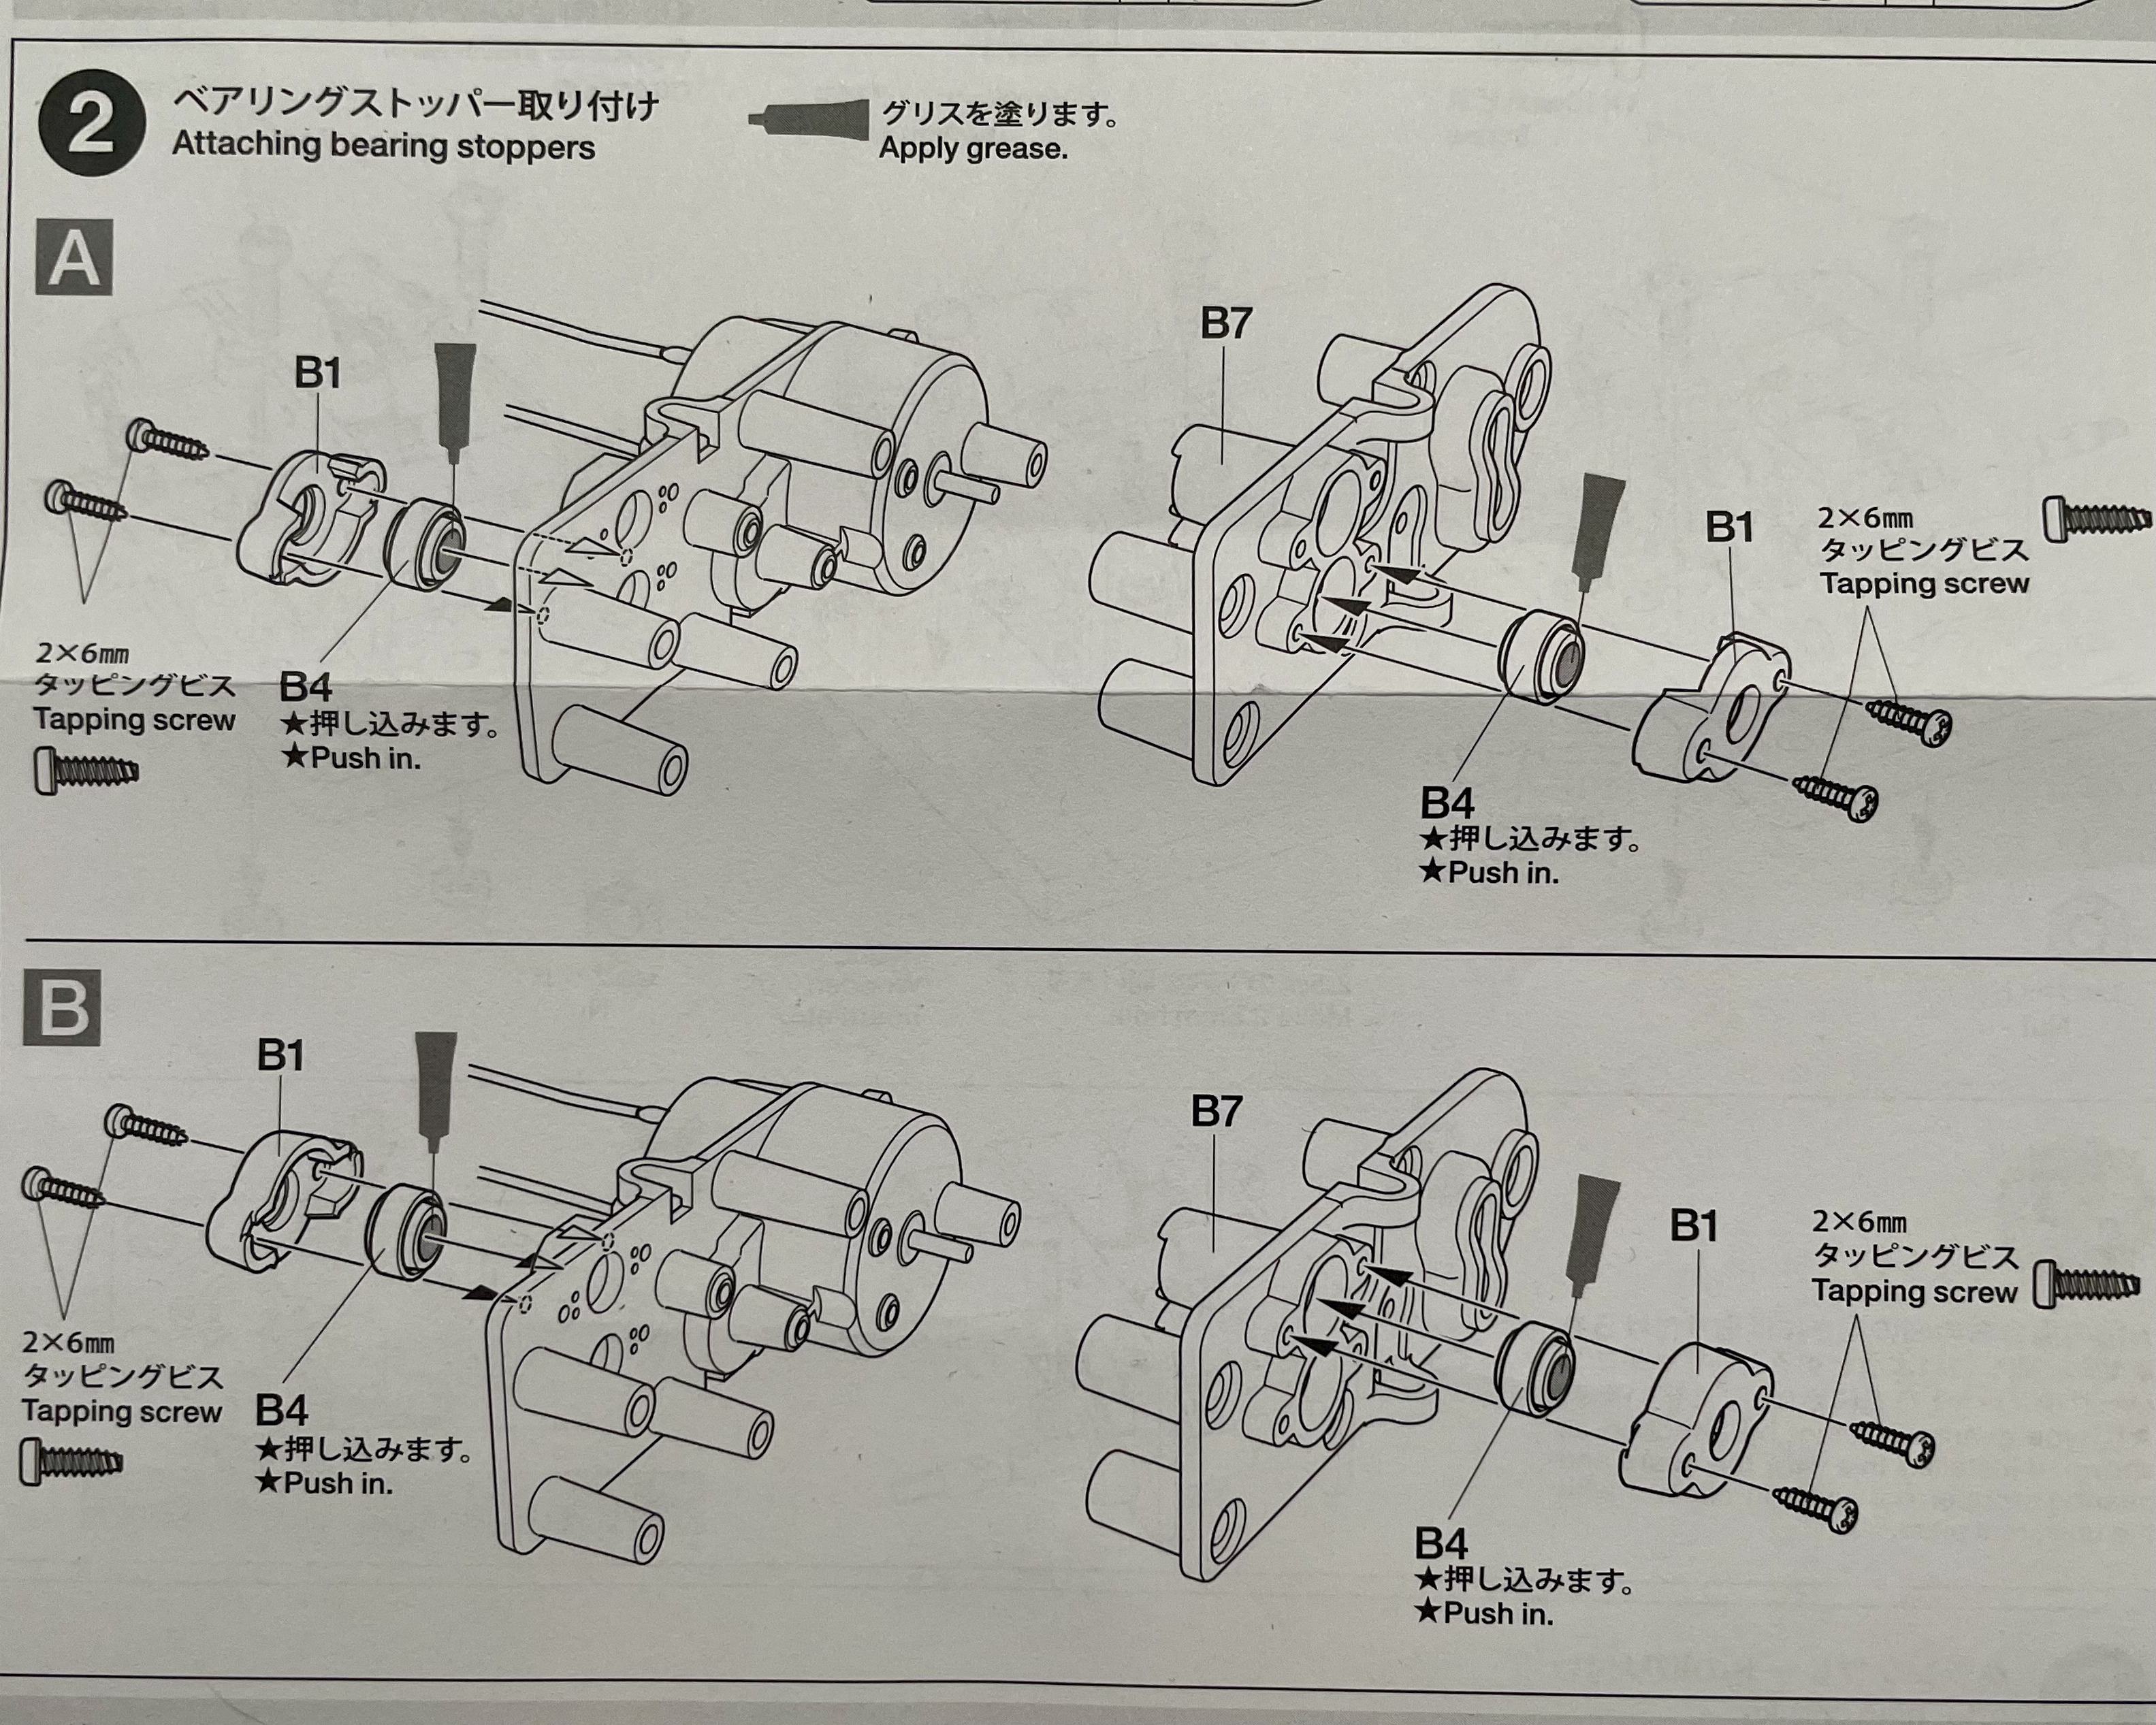 2
ベアリングストッパー取り付け
Attaching bearing stoppers
グリスを塗ります。
Apply grease.
A
B1
2×6mm
タッピングビス
Tapping screw
B4
★押し込みます。
★Push in.
B7
B4
★押し込みます。
★Push in.
B1
2×6mm
タッピングビス
Tapping screw
B
B1
2×6mm
タッピングビス
Tapping screw
B4
★押し込みます。
★Push in.
B7
B4
★押し込みます。
★Push in.
B1
2×6mm
タッピングビス
Tapping screw